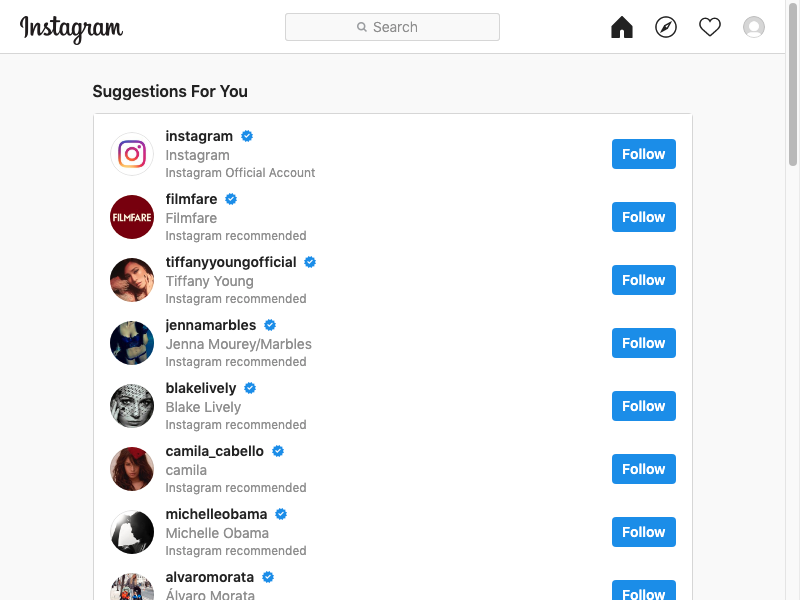 Instagram
Search
Suggestions For You
instagram
Instagram
Instagram Official Account
Follow
FILMFARE
filmfare
Filmfare
Instagram recommended
Follow
tiffanyyoungofficial
Tiffany Young
Instagram recommended
Follow
jennamarbles
Jenna Mourey/Marbles
Instagram recommended
Follow
blakelively
Blake Lively
Instagram recommended
Follow
camila_cabello
camila
Instagram recommended
Follow
michelleobama
Michelle Obama
Instagram recommended
Follow
alvaromorata
Álvaro Morata
Follow